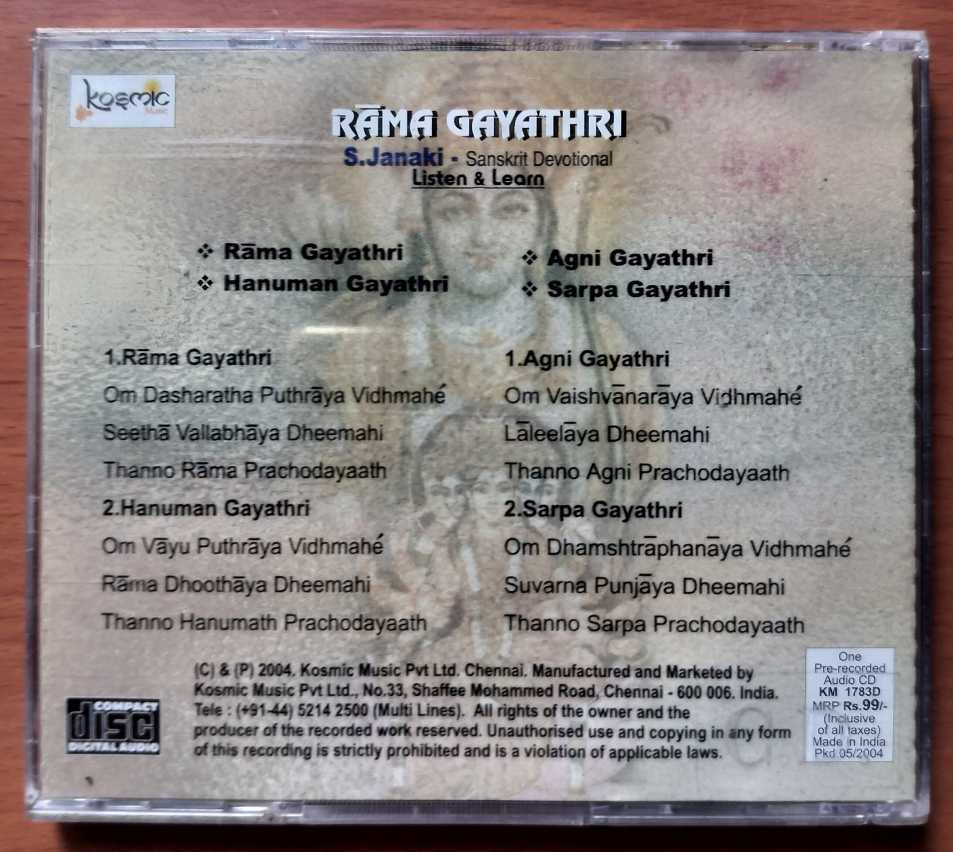 Kosmic
Music
RĀMA GAYATHRI
S.Janaki - Sanskrit Devotional
Listen & Learn
❖ Rāma Gayathri
❖ Hanuman Gayathri
❖ Agni Gayathri
❖ Sarpa Gayathri
1.Rāma Gayathri
Om Dasharatha Puthrāya Vidhmahé
Seethā Vallabhāya Dheemahi
Thanno Rāma Prachodayaath
2.Hanuman Gayathri
Om Vāyu Puthrāya Vidhmahé
Rāma Dhoothāya Dheemahi
Thanno Hanumath Prachodayaath
1.Agni Gayathri
Om Vaishvānarāya Vidhmahé
Lāleelāya Dheemahi
Thanno Agni Prachodayaath
2.Sarpa Gayathri
Om Dhamshtrāphanāya Vidhmahé
Suvarna Punjāya Dheemahi
Thanno Sarpa Prachodayaath
(C) & (P) 2004. Kosmic Music Pvt Ltd. Chennai. Manufactured and Marketed by
Kosmic Music Pvt Ltd., No.33, Shaffee Mohammed Road, Chennai - 600 006. India.
Tele : (+91-44) 5214 2500 (Multi Lines). All rights of the owner and the
producer of the recorded work reserved. Unauthorised use and copying in any form
of this recording is strictly prohibited and is a violation of applicable laws.
COMPACT
disc
DIGITAL AUDIO
One
Pre-recorded
Audio CD
KM 1783D
MRP Rs.99/-
(Inclusive
of all taxes)
Made in India
Pkd.05/2004